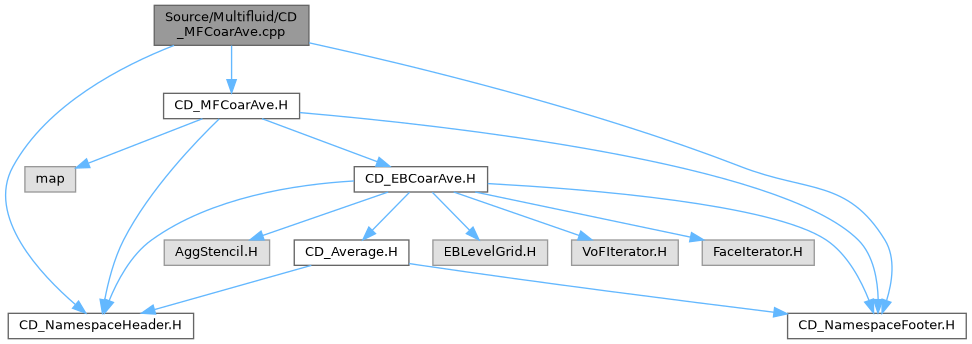 Source/Multifluid/CD
_MFCoarAve.cpp
CD_MFCoarAve.H
map
CD_EBCoarAve.H
AggStencil.H
CD_Average.H
EBLevelGrid.H
VoFIterator.H
FaceIterator.H
CD_NamespaceHeader.H
CD_NamespaceFooter.H